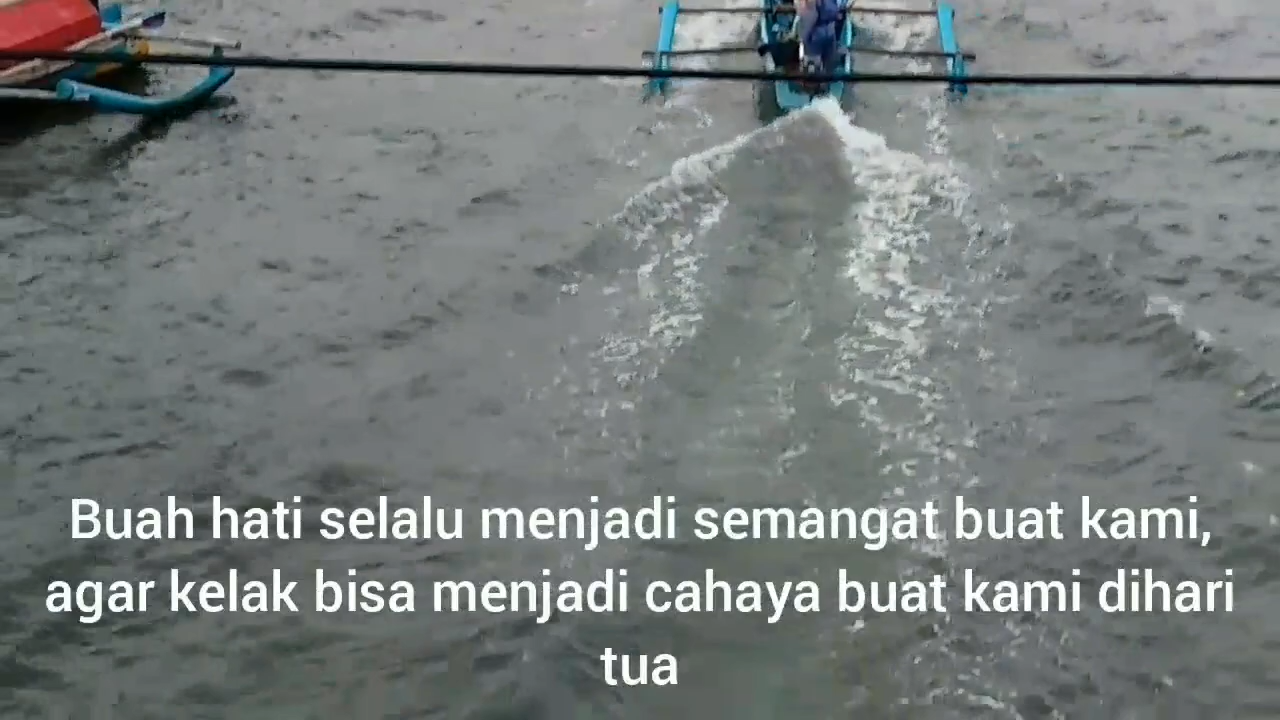 Buah hati selalu menjadi semangat buat kami,
agar kelak bisa menjadi cahaya buat kami dihari
tua